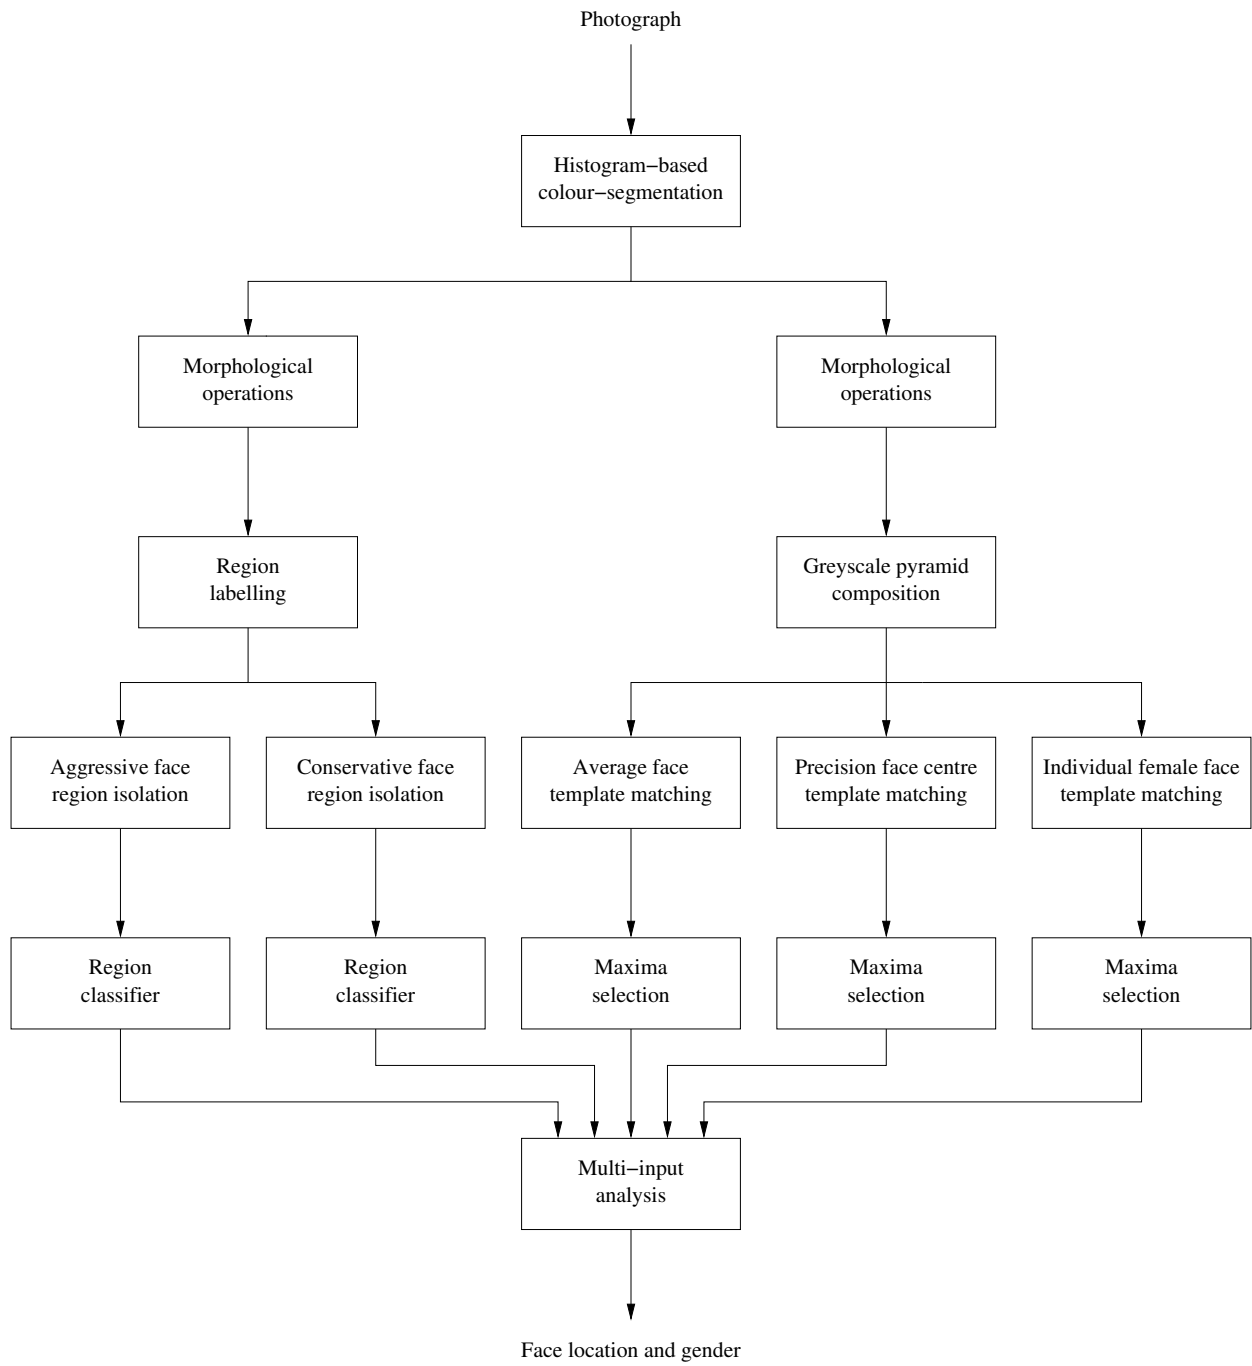 Photograph
Histogram−based
colour−segmentation
Morphological
operations
Morphological
operations
Region
labelling
Greyscale pyramid
composition
Aggressive face
region isolation
Conservative face
region isolation
Average face
template matching
Precision face centre
template matching
Individual female face
template matching
Region
classifier
Region
classifier
Maxima
selection
Maxima
selection
Maxima
selection
Multi−input
analysis
Face location and gender